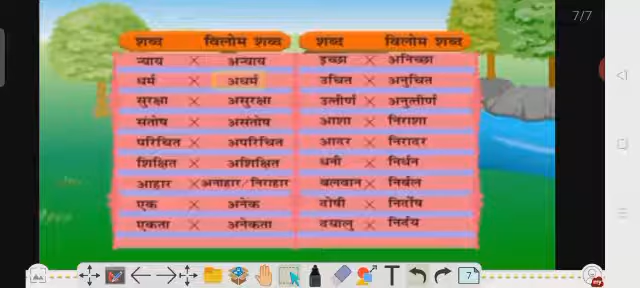 7/7
शब्द विलोम शब्द शब्द विलोम शब्द
न्याय × अन्याय इच्छा × अनिच्छा
धर्म × अधर्म उचित × अनुचित
सुरक्षा × असुरक्षा उत्तीर्ण × अनुत्तीर्ण
संतोष × असंतोष आशा × निराशा
परिचित × अपरिचित आदर × निरादर
शिक्षित × अशिक्षित धनी × निर्धन
आहार × अनाहार/निराहार बलवान × निर्बल
एक × अनेक दोषी × निर्दोष
एकता × अनेकता दयालु × निर्दय
T 7
my